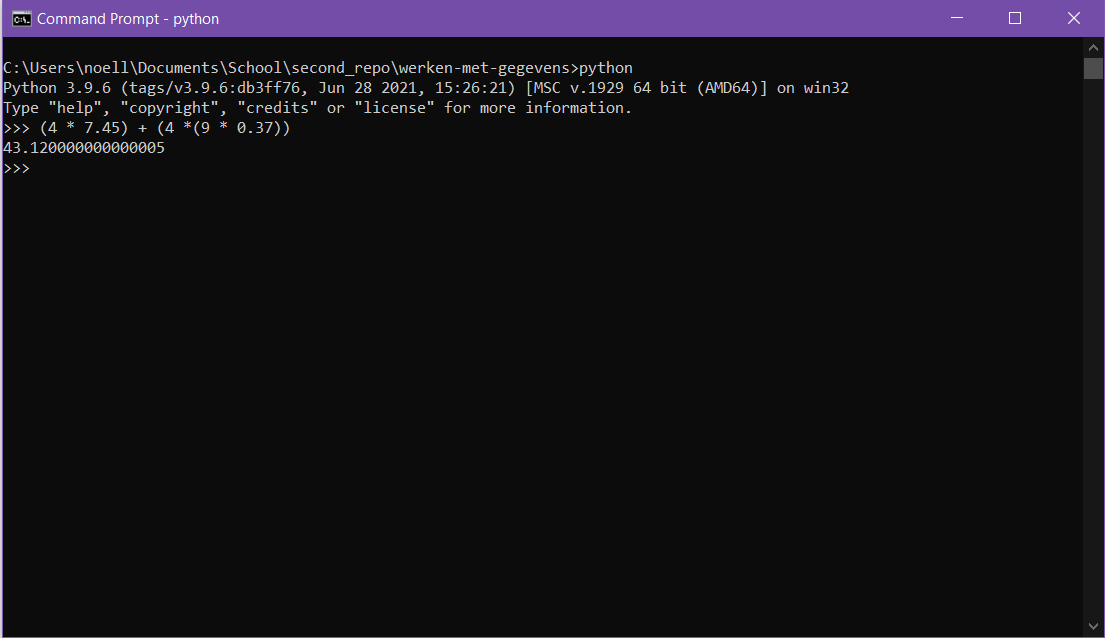 Command Prompt - python
C:\Users\noell\Documents\School\second_repo\werken-met-gegevens>python
Python 3.9.6 (tags/v3.9.6:db3ff76, Jun 28 2021, 15:26:21) [MSC v.1929 64 bit (AMD64)] on win32
Type "help", "copyright", "credits" or "license" for more information.
>>> (4 * 7.45) + (4 *(9 * 0.37))
43.120000000000005
>>>